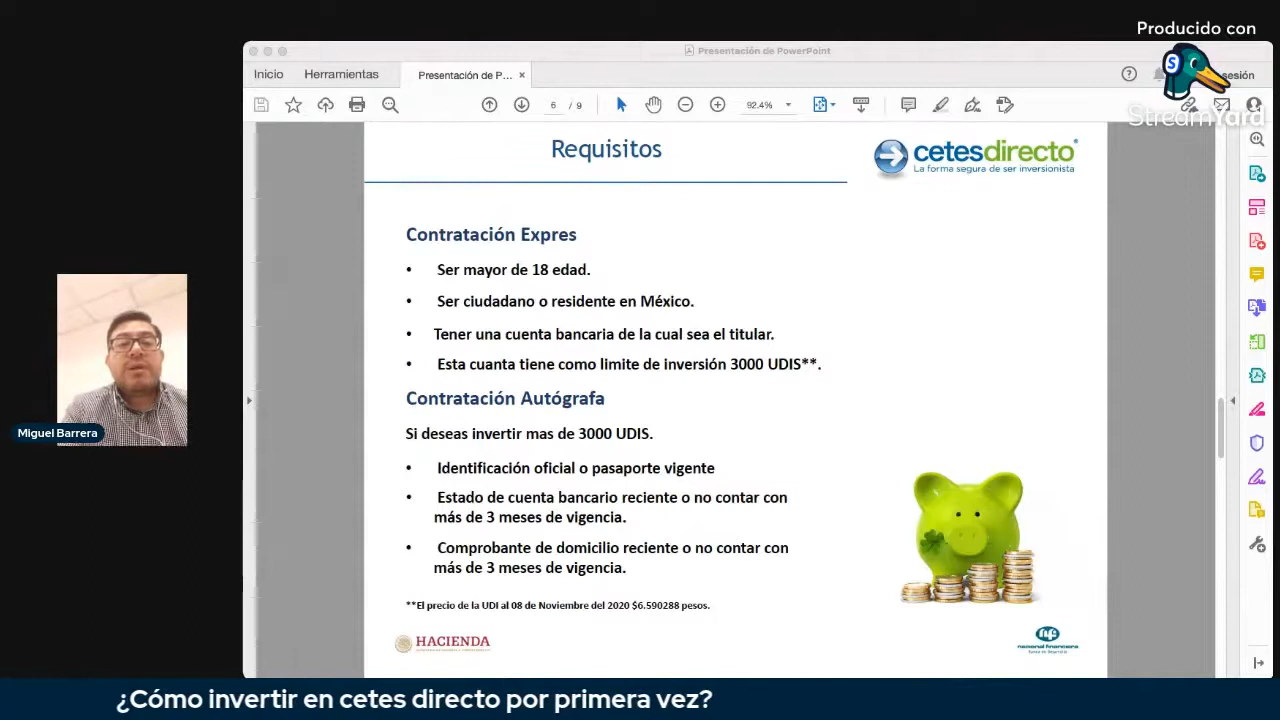 Producido con
StreamYard
Presentación de PowerPoint
Inicio
Herramientas
Presentación de P...
sesión
6 / 9
92.4%
Requisitos
cetesdirecto
La forma segura de ser inversionista
Contratación Expres
• Ser mayor de 18 edad.
• Ser ciudadano o residente en México.
• Tener una cuenta bancaria de la cual sea el titular.
• Esta cuanta tiene como limite de inversión 3000 UDIS**.
Contratación Autógrafa
Si deseas invertir mas de 3000 UDIS.
• Identificación oficial o pasaporte vigente
• Estado de cuenta bancario reciente o no contar con
más de 3 meses de vigencia.
• Comprobante de domicilio reciente o no contar con
más de 3 meses de vigencia.
**El precio de la UDI al 08 de Noviembre del 2020 $6.590288 pesos.
HACIENDA
nacional financiera
Miguel Barrera
¿Cómo invertir en cetes directo por primera vez?